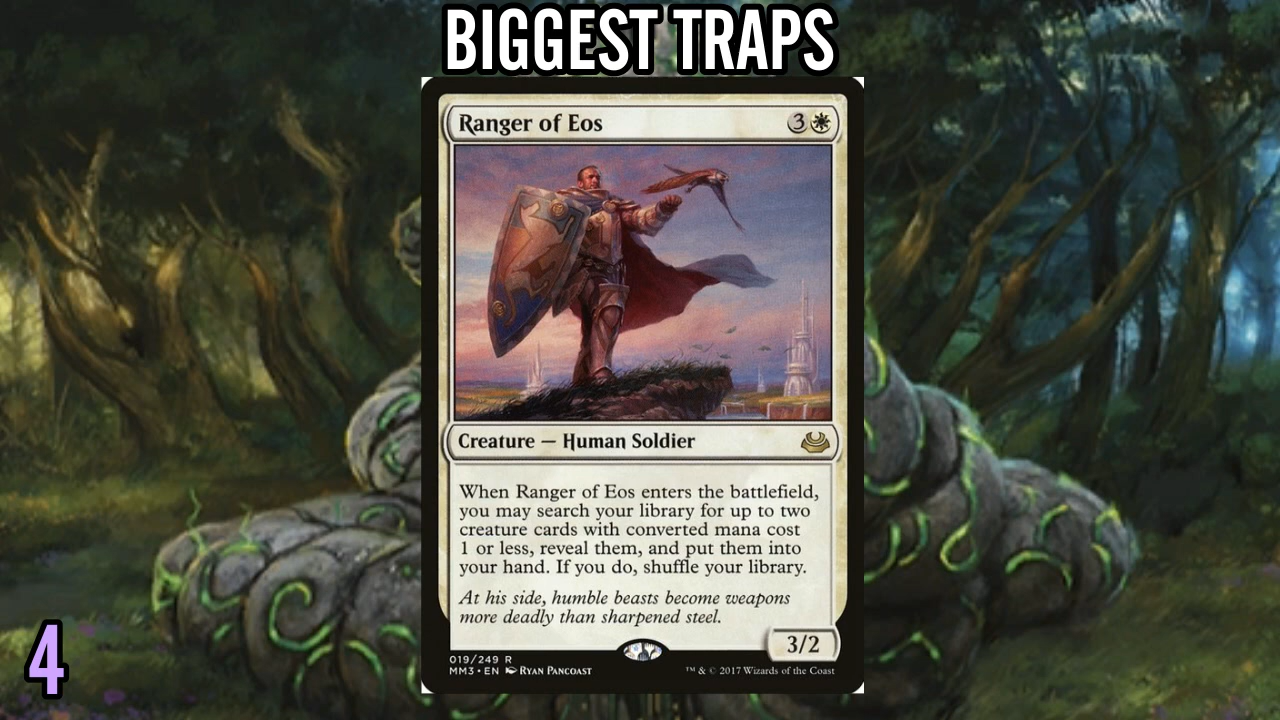 BIGGEST TRAPS
Ranger of Eos 3
Creature — Human Soldier
When Ranger of Eos enters the battlefield,
you may search your library for up to two
creature cards with converted mana cost
1 or less, reveal them, and put them into
your hand. If you do, shuffle your library.
At his side, humble beasts become weapons
more deadly than sharpened steel.
3/2
019/249 R
MM3 • EN Ryan Pancoast
™ & © 2017 Wizards of the Coast
4